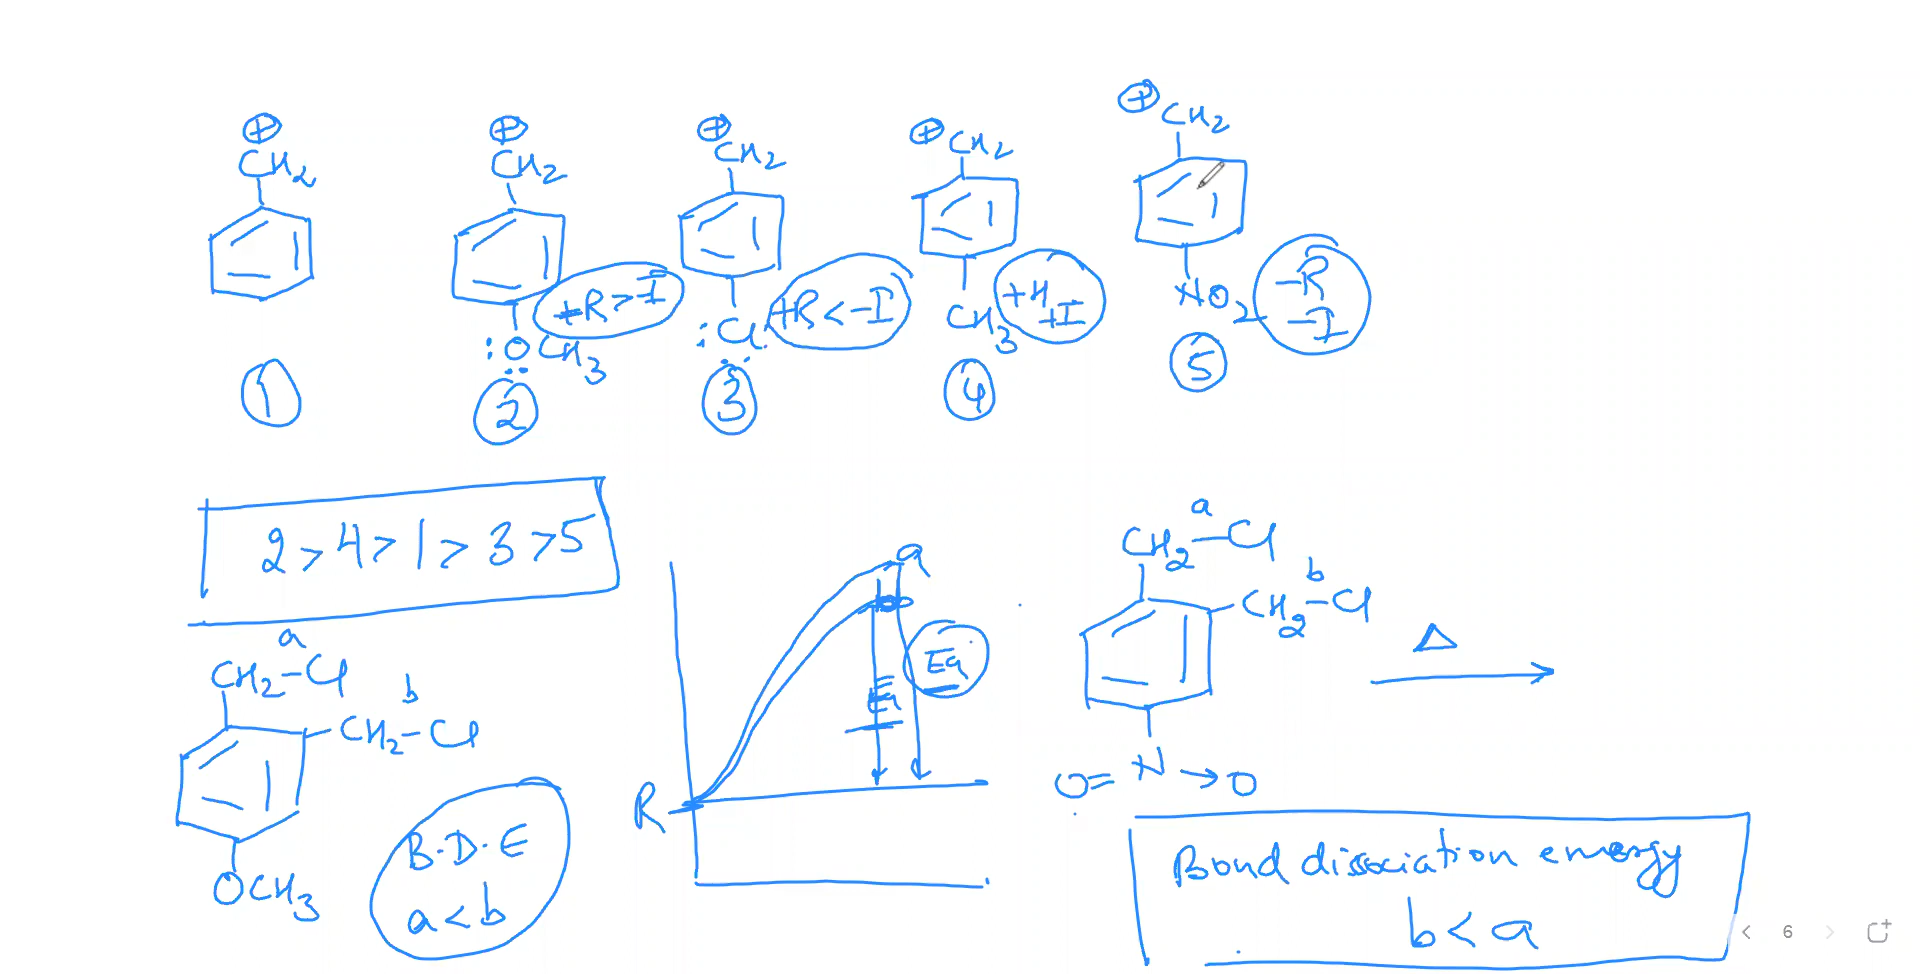 ⊕
CH2
⊕
CH2
⊕
CH2
⊕
CH2
⊕
CH2
+R > -I
:OCH3
:Cl:
+R < -I
CH3
+H
+I
NO2
-R
-I
1
2
3
4
5
2 > 4 > 1 > 3 > 5
a
CH2-Cl
b
CH2-Cl
OCH3
B.D.E
a < b
a
Ea
Ea
R
a
CH2-Cl
b
CH2-Cl
Δ
O=N→O
Bond dissociation energy
b < a
6